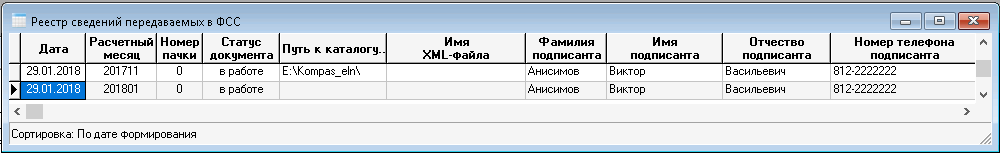 Реестр сведений передаваемых в ФСС
Дата Расчетный месяц Номер пачки Статус документа Путь к каталогу.. Имя XML-Файла Фамилия подписанта Имя подписанта Отчество подписанта Номер телефона подписанта
29.01.2018 201711 0 в работе E:\Kompas_eln\ Анисимов Виктор Васильевич 812-2222222
29.01.2018 201801 0 в работе Анисимов Виктор Васильевич 812-2222222
Сортировка: По дате формирования